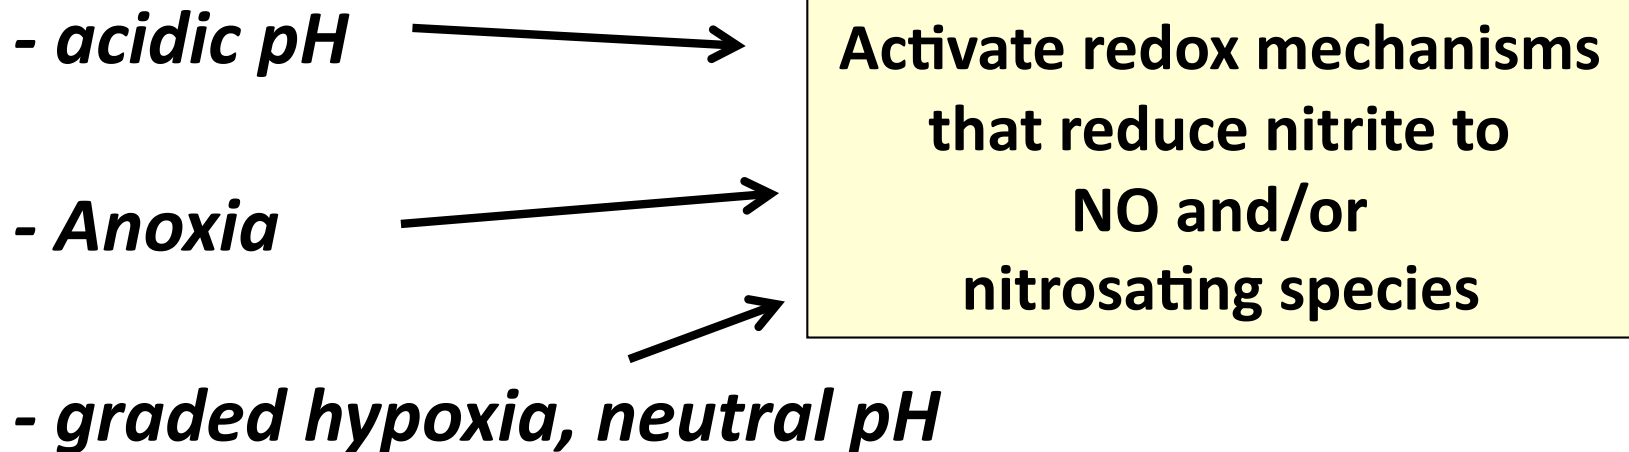 - acidic pH
Activate redox mechanisms
that reduce nitrite to
- Anoxia
NO and/or
nitrosating species
- graded hypoxia, neutral pH